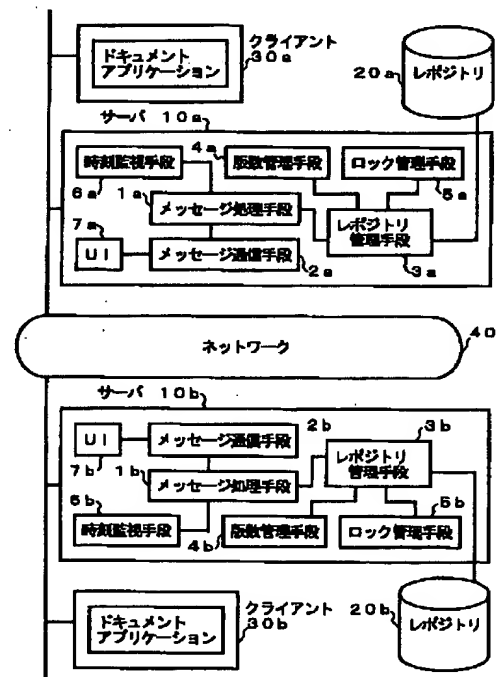 ドキュメント
アプリケーション
クライアント
30a
20a
レポジトリ
サーバ 10a
4a
時刻監視手段
版数管理手段
ロック管理手段
6a
1a
5a
メッセージ処理手段
レポジトリ
管理手段
7a
UI
メッセージ通信手段
2a
3a
ネットワーク
40
サーバ 10b
2b
3b
UI
メッセージ通信手段
レポジトリ
管理手段
7b
1b
メッセージ処理手段
6b
5b
時刻監視手段
版数管理手段
ロック管理手段
4b
ドキュメント
アプリケーション
クライアント
30b
20b
レポジトリ